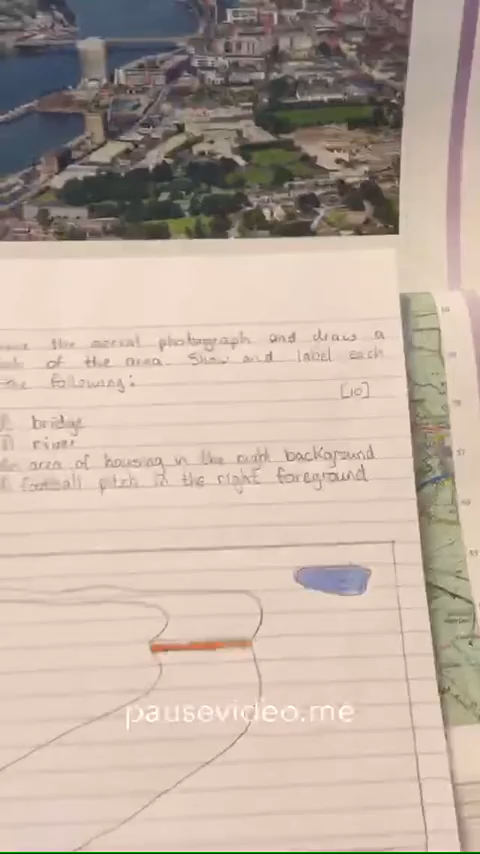 the aerial photograph and draw a
of the area. Show and label each
the following:
[10]
bridge
river
area of housing in the right background
football pitch in the right foreground
pausevideo.me